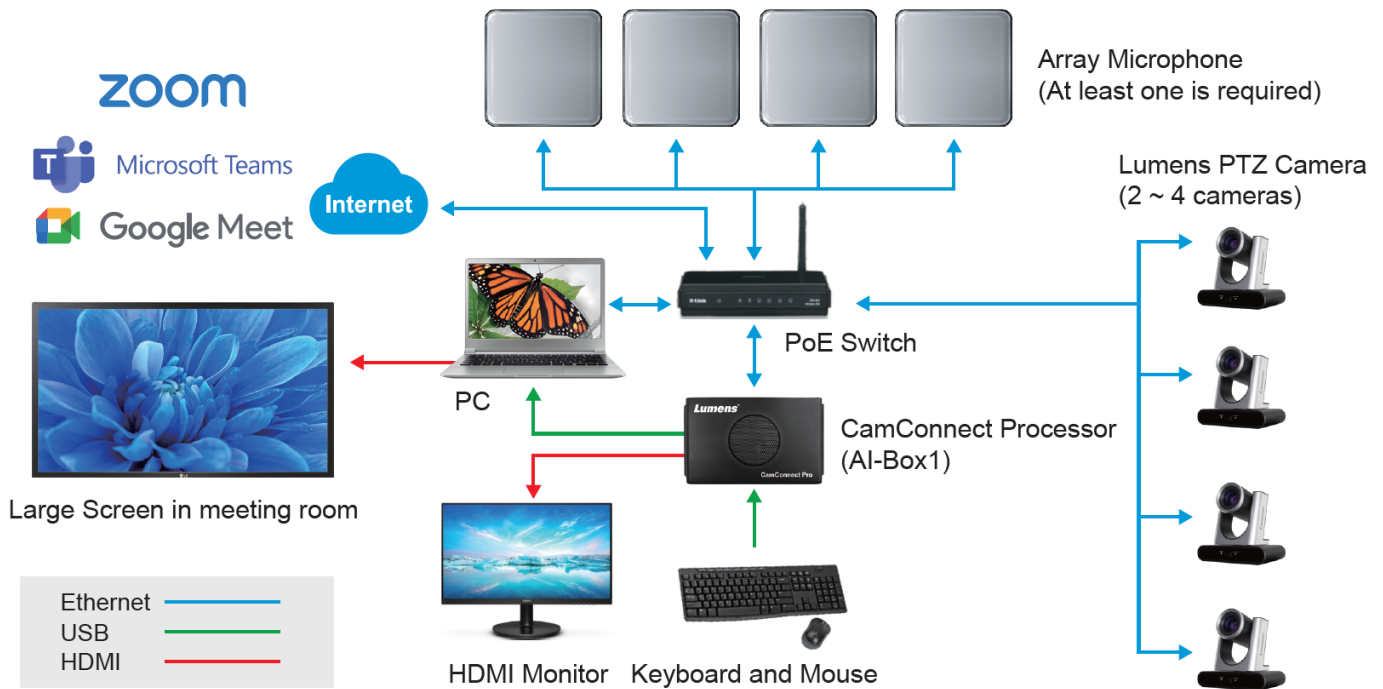 Array Microphone
(At least one is required)
zoom
Microsoft Teams
Google Meet
Internet
Lumens PTZ Camera
(2 ~ 4 cameras)
D-Link
PoE Switch
PC
Lumens
CamConnect Pro
CamConnect Processor
(AI-Box1)
Large Screen in meeting room
HDMI Monitor
Keyboard and Mouse
Ethernet
USB
HDMI